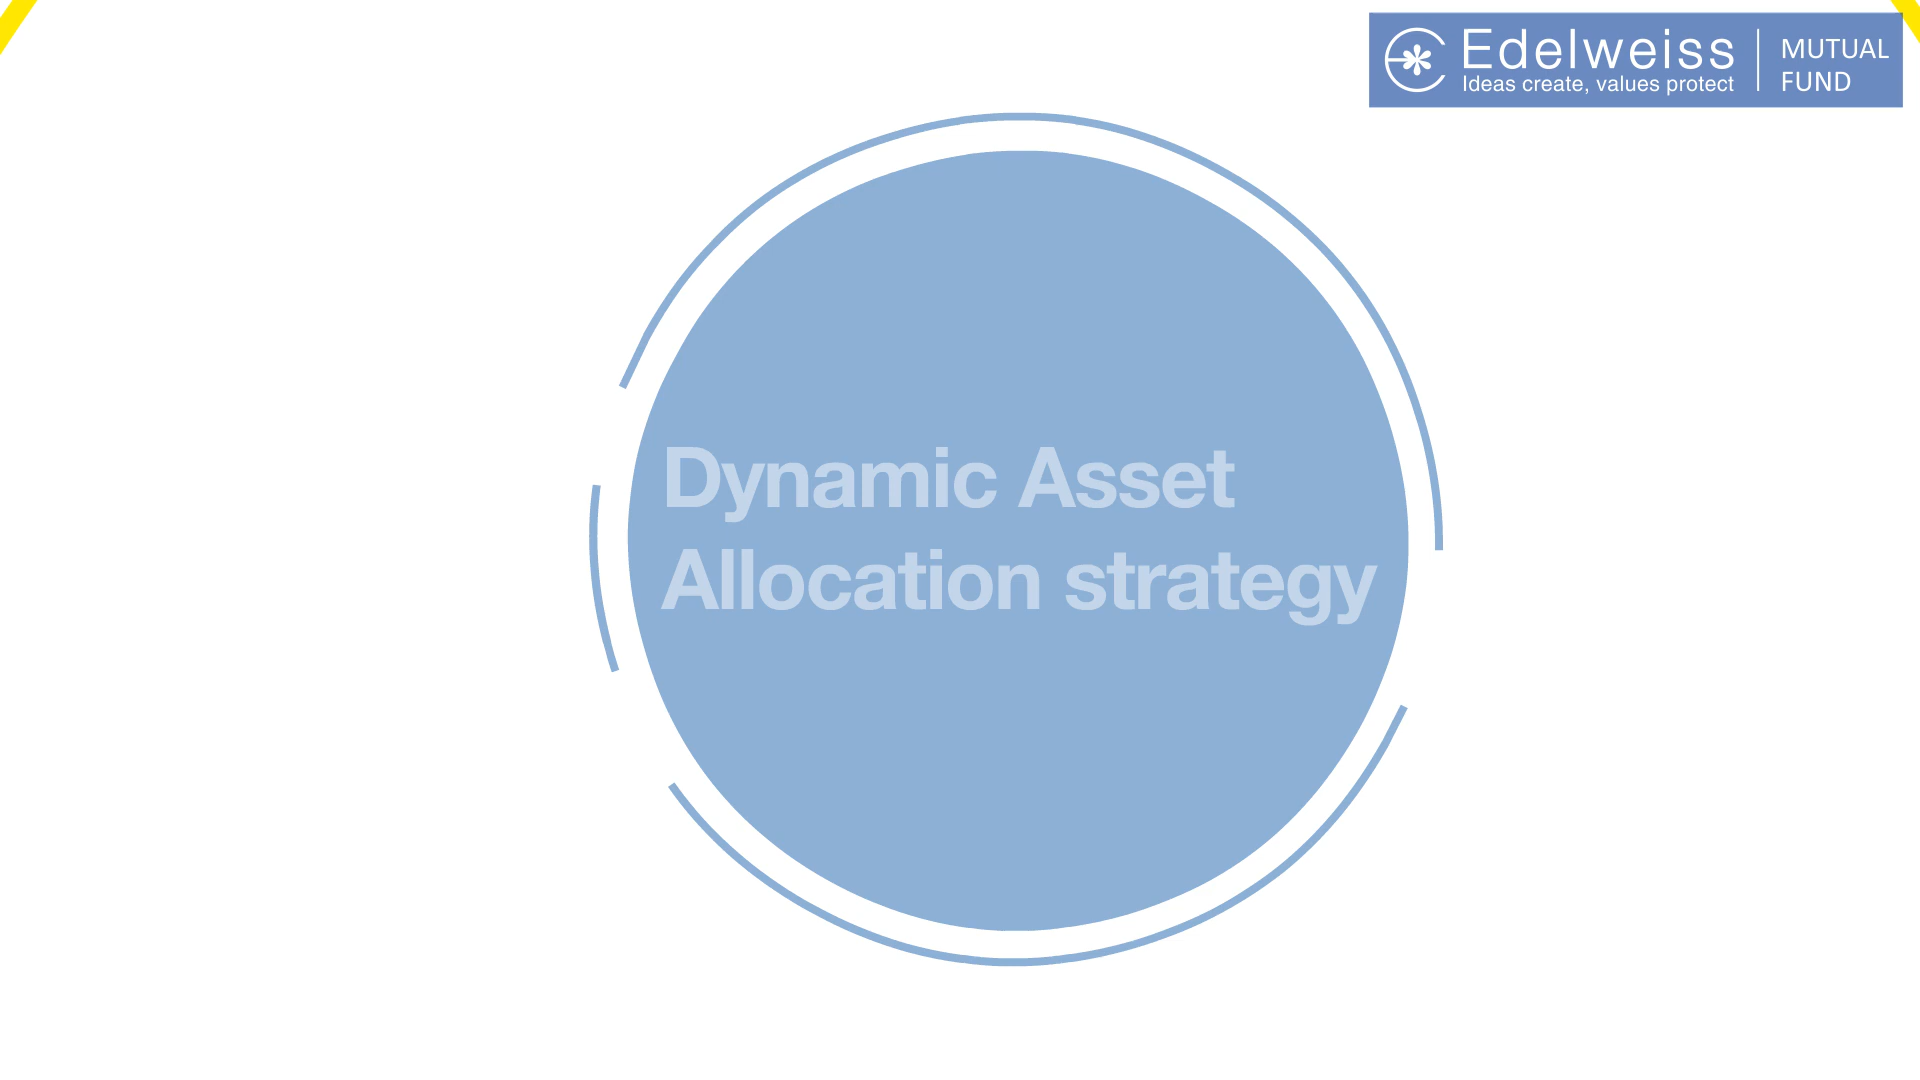 Edelweiss
Ideas create, values protect
MUTUAL
FUND
Dynamic Asset
Allocation strategy